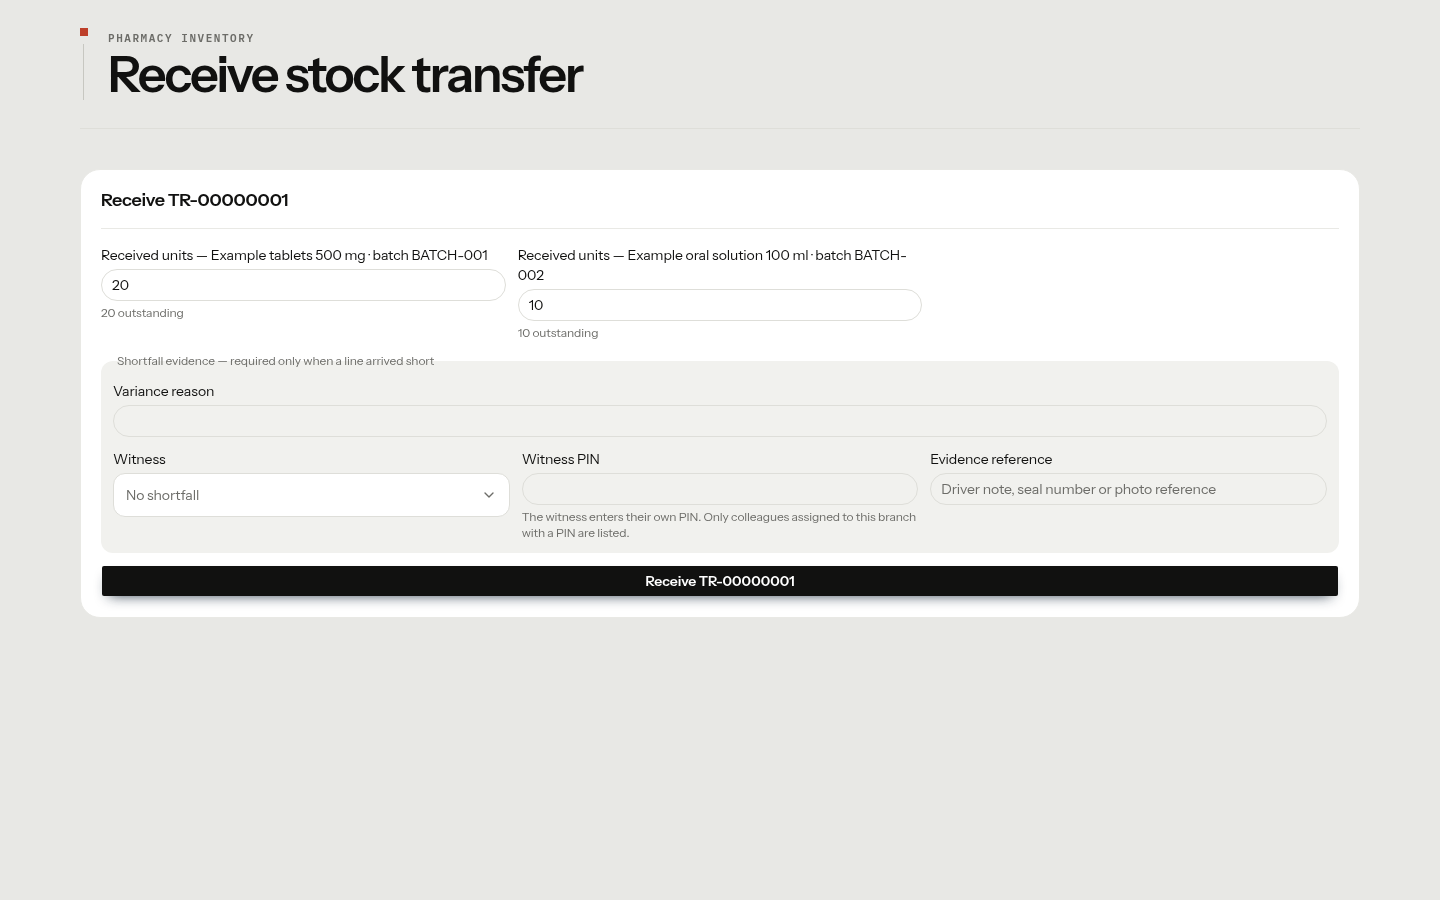 PHARMACY INVENTORY
Receive stock transfer
Receive TR-00000001
Received units — Example tablets 500 mg · batch BATCH-001
20
20 outstanding
Received units — Example oral solution 100 ml · batch BATCH-
002
10
10 outstanding
Shortfall evidence — required only when a line arrived short
Variance reason
Witness
No shortfall
Witness PIN
The witness enters their own PIN. Only colleagues assigned to this branch
with a PIN are listed.
Evidence reference
Driver note, seal number or photo reference
Receive TR-00000001